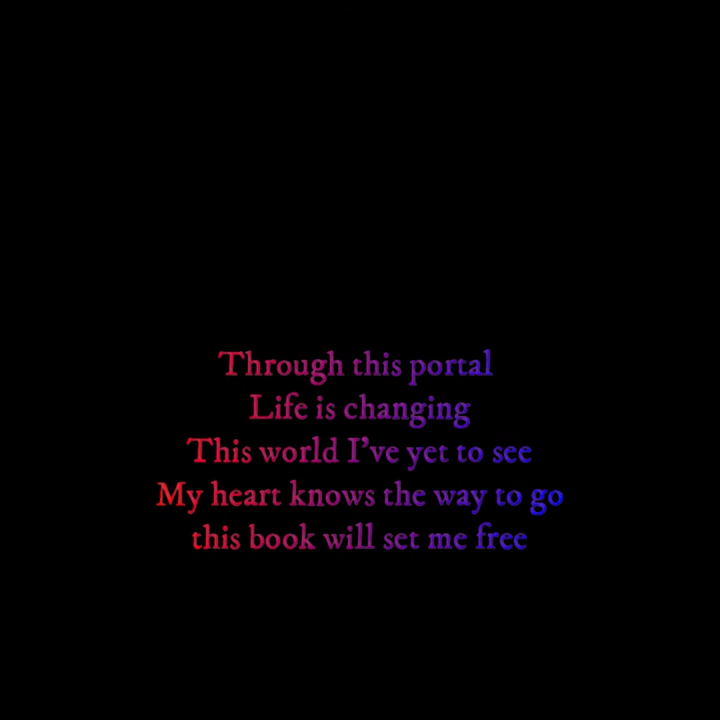 Through this portal
Life is changing
This world I’ve yet to see
My heart knows the way to go
this book will set me free